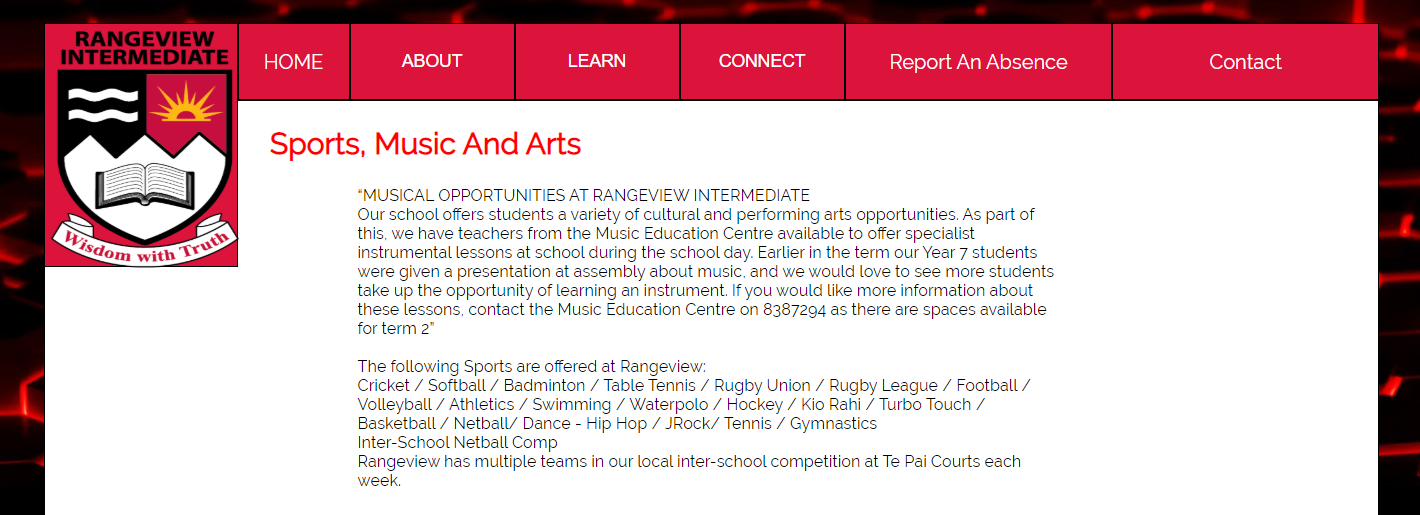 RANGEVIEW
INTERMEDIATE
Wisdom with Truth
HOME
ABOUT
LEARN
CONNECT
Report An Absence
Contact
Sports, Music And Arts
“MUSICAL OPPORTUNITIES AT RANGEVIEW INTERMEDIATE
Our school offers students a variety of cultural and performing arts opportunities. As part of
this, we have teachers from the Music Education Centre available to offer specialist
instrumental lessons at school during the school day. Earlier in the term our Year 7 students
were given a presentation at assembly about music, and we would love to see more students
take up the opportunity of learning an instrument. If you would like more information about
these lessons, contact the Music Education Centre on 8387294 as there are spaces available
for term 2”
The following Sports are offered at Rangeview:
Cricket / Softball / Badminton / Table Tennis / Rugby Union / Rugby League / Football /
Volleyball / Athletics / Swimming / Waterpolo / Hockey / Kio Rahi / Turbo Touch /
Basketball / Netball/ Dance - Hip Hop / JRock/ Tennis / Gymnastics
Inter-School Netball Comp
Rangeview has multiple teams in our local inter-school competition at Te Pai Courts each
week.